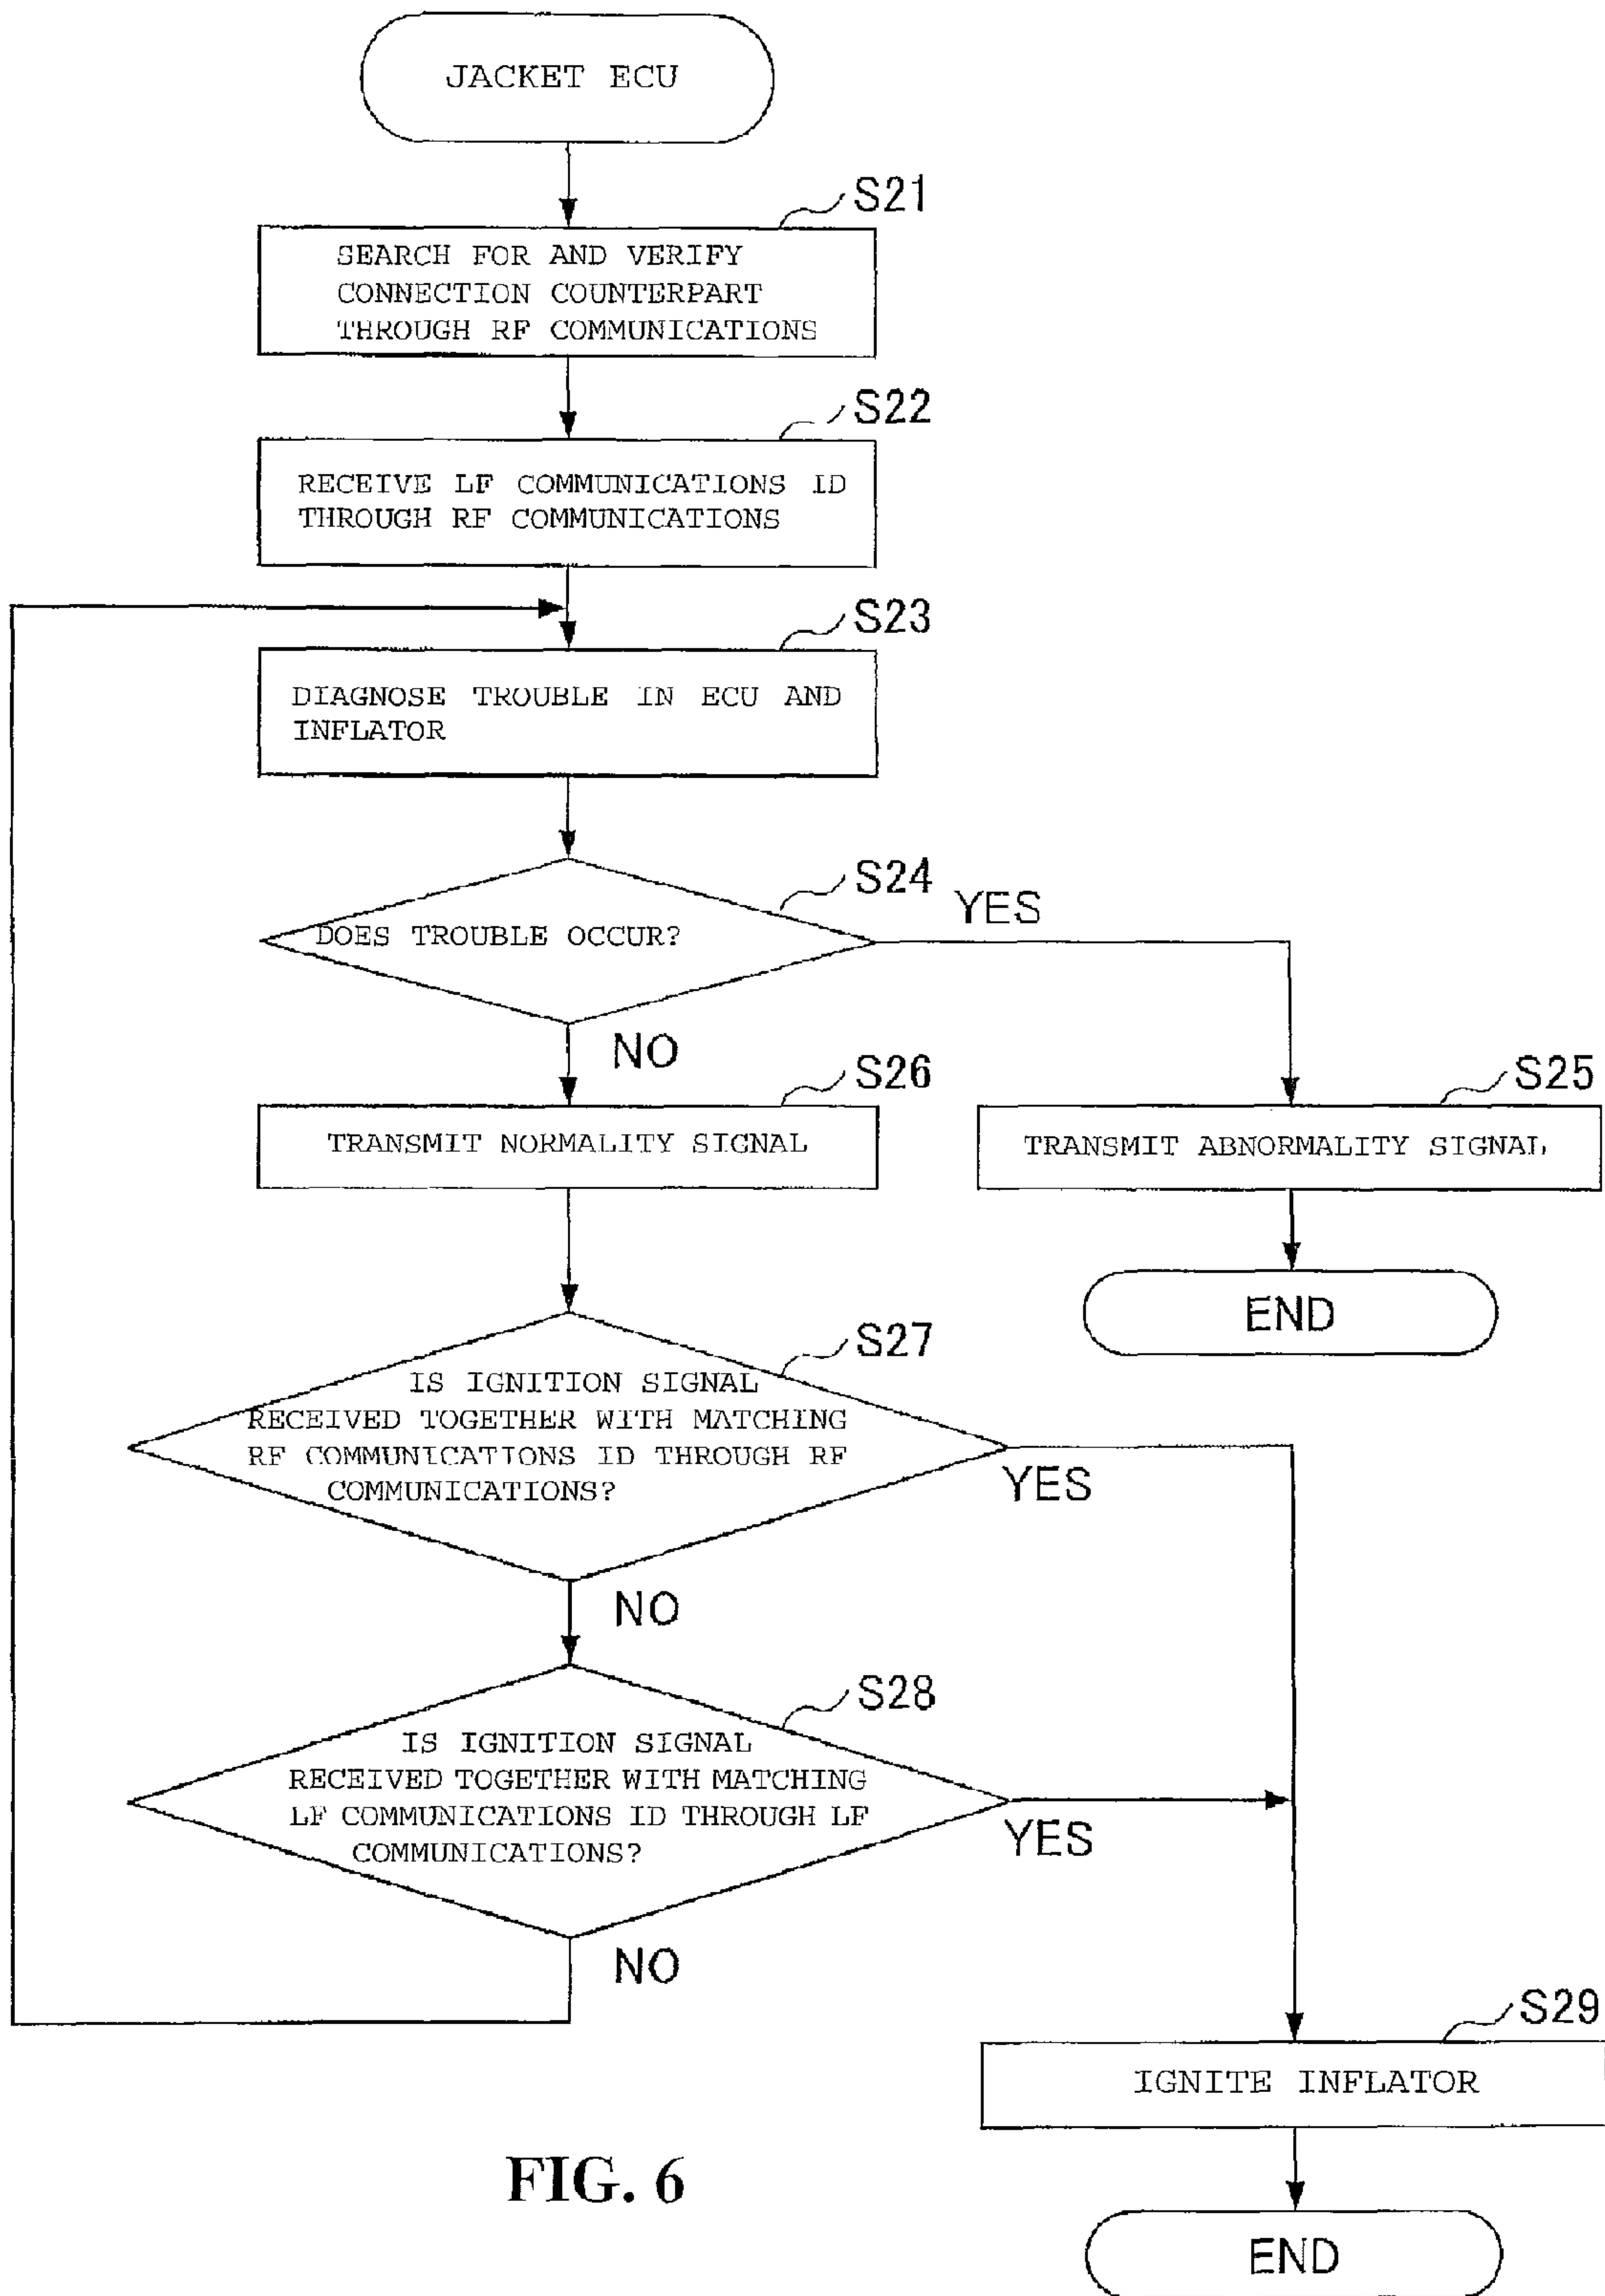 JACKET ECU
S21
SEARCH FOR AND VERIFY
CONNECTION COUNTERPART
THROUGH RF COMMUNICATIONS
S22
RECEIVE LF COMMUNICATIONS ID
THROUGH RF COMMUNICATIONS
S23
DIAGNOSE TROUBLE IN ECU AND
INFLATOR
S24
DOES TROUBLE OCCUR?
YES
NO
S26
TRANSMIT NORMALITY SIGNAL
S25
TRANSMIT ABNORMALITY SIGNAL
END
S27
IS IGNITION SIGNAL
RECEIVED TOGETHER WITH MATCHING
RF COMMUNICATIONS ID THROUGH RF
COMMUNICATIONS?
YES
NO
S28
IS IGNITION SIGNAL
RECEIVED TOGETHER WITH MATCHING
LF COMMUNICATIONS ID THROUGH LF
COMMUNICATIONS?
YES
NO
S29
IGNITE INFLATOR
END
FIG. 6